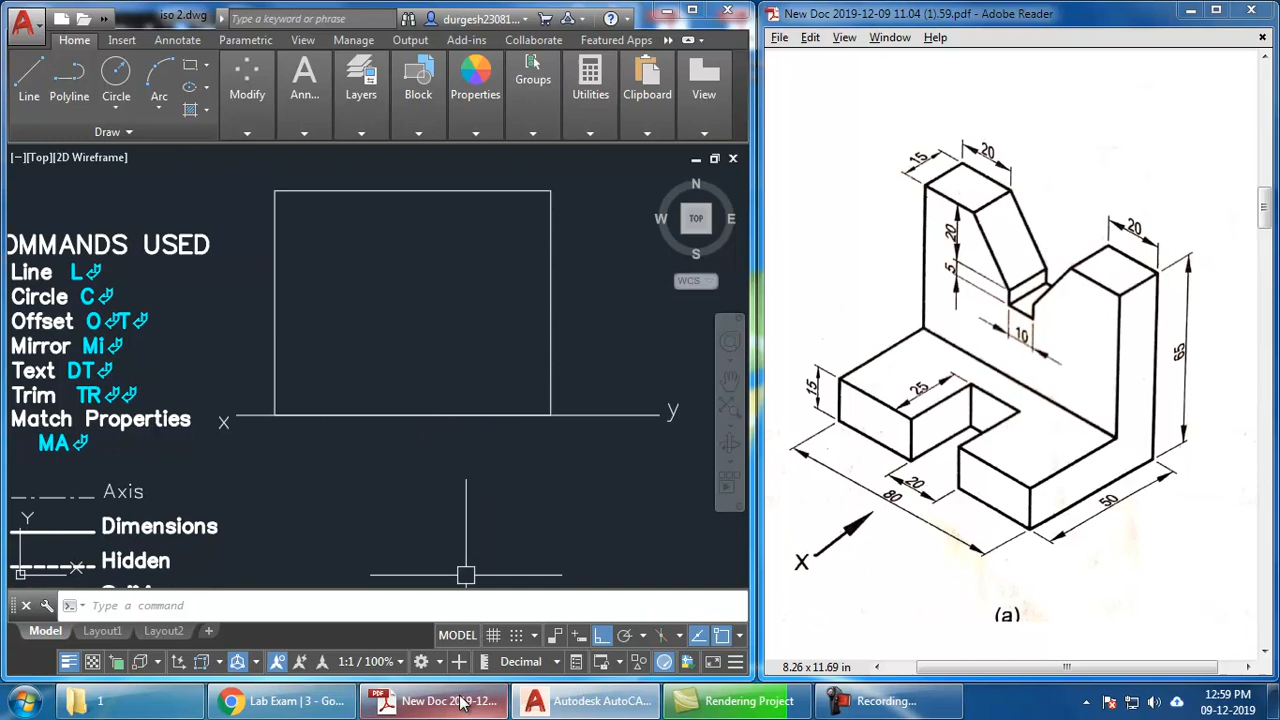 iso 2.dwg
Type a keyword or phrase
durgesh23081...
Home Insert Annotate Parametric View Manage Output Add-ins Collaborate Featured Apps
Line Polyline Circle Arc Modify Ann... Layers Block Properties Groups Utilities Clipboard View
Draw
[−][Top][2D Wireframe]
N
W TOP E
S
WCS
OMMANDS USED
Line L
Circle C
Offset O T
Mirror Mi
Text DT
Trim TR
Match Properties
MA
x y
Axis
Y
Dimensions
X
Hidden
Type a command
Model Layout1 Layout2 +
MODEL
1:1 / 100% Decimal
New Doc 2019-12-09 11.04 (1).59.pdf - Adobe Reader
File Edit View Window Help
15 20
20
20
5
10
65
25
15
20
80
50
X
(a)
8.26 x 11.69 in
1
Lab Exam | 3 - Go...
New Doc 2019-12...
Autodesk AutoCA...
Rendering Project
Recording...
12:59 PM
09-12-2019